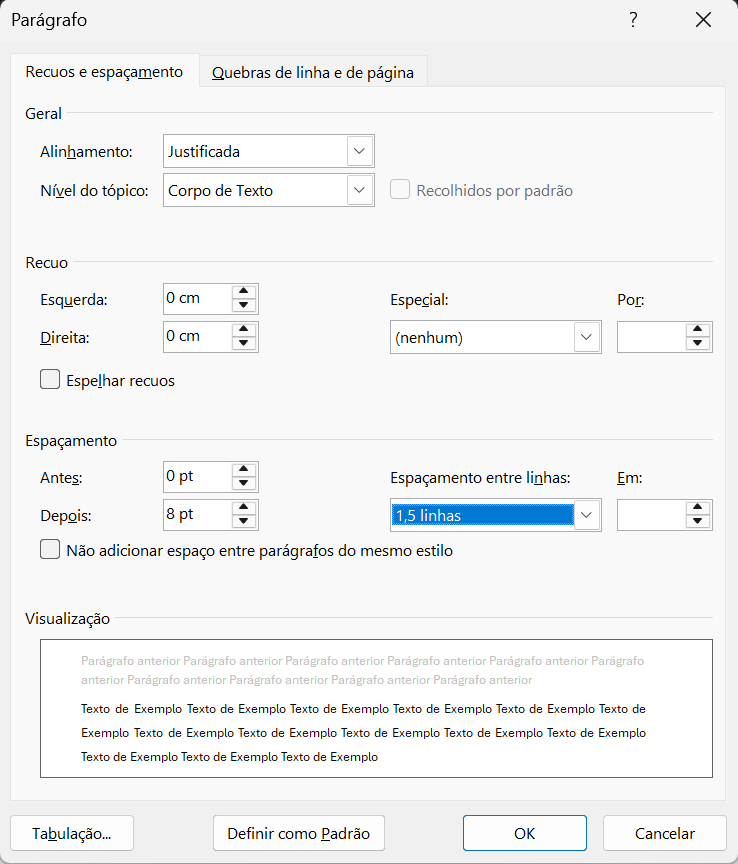 Parágrafo ?
Recuos e espaçamento Quebras de linha e de página
Geral
Alinhamento: Justificada
Nível do tópico: Corpo de Texto Recolhidos por padrão
Recuo
Esquerda: 0 cm Especial: Por:
Direita: 0 cm (nenhum)
Espelhar recuos
Espaçamento
Antes: 0 pt Espaçamento entre linhas: Em:
Depois: 8 pt 1,5 linhas
Não adicionar espaço entre parágrafos do mesmo estilo
Visualização
Parágrafo anterior Parágrafo anterior Parágrafo anterior Parágrafo anterior Parágrafo anterior Parágrafo
anterior Parágrafo anterior Parágrafo anterior Parágrafo anterior Parágrafo anterior
Texto de Exemplo Texto de Exemplo Texto de Exemplo Texto de Exemplo Texto de Exemplo Texto de
Exemplo Texto de Exemplo Texto de Exemplo Texto de Exemplo Texto de Exemplo Texto de Exemplo
Texto de Exemplo Texto de Exemplo Texto de Exemplo
Tabulação... Definir como Padrão OK Cancelar